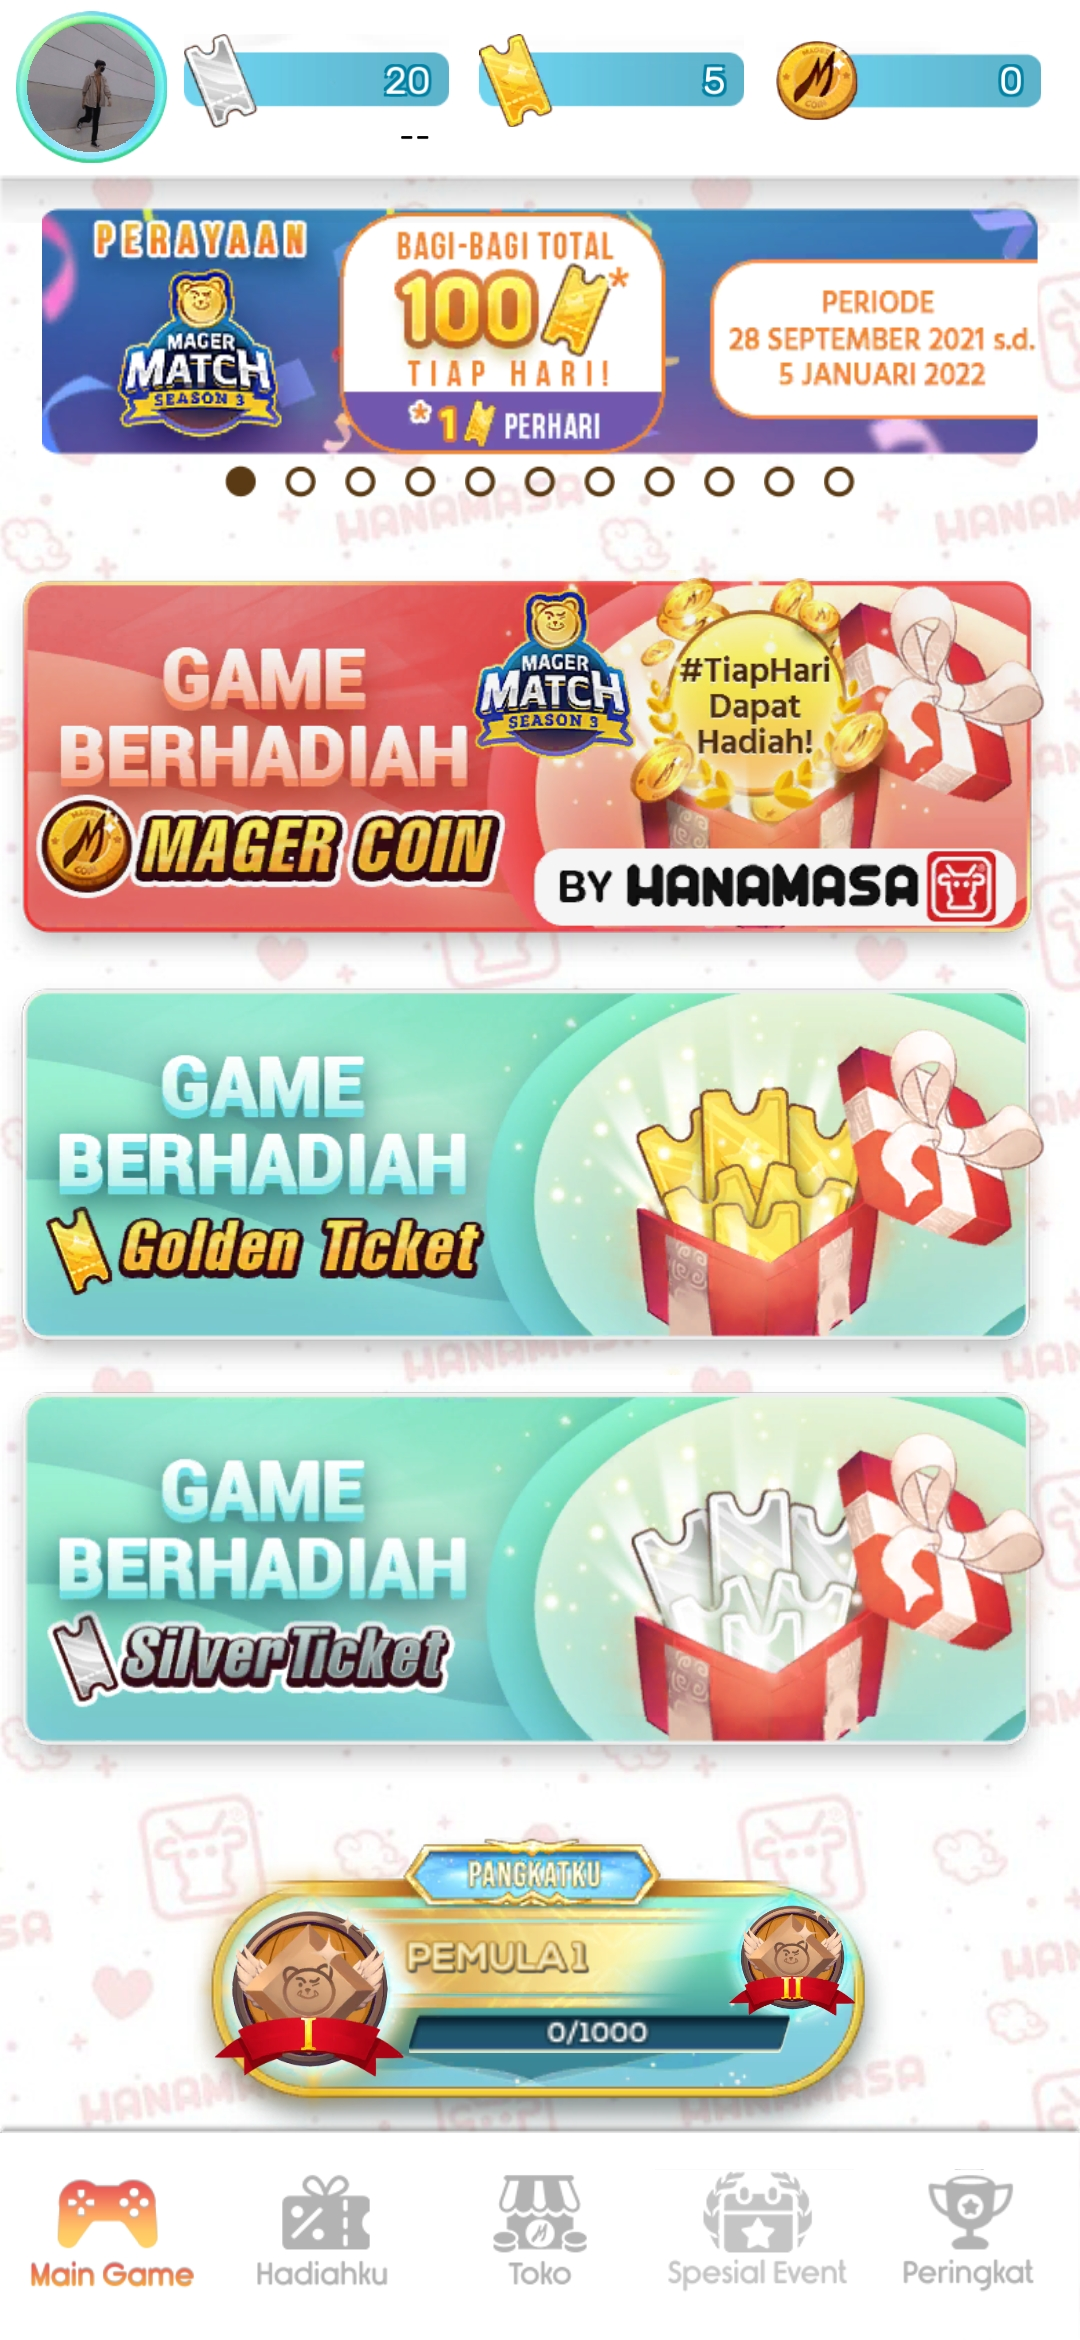 20
5
0
--
PERAYAAN
MAGER
MATCH
SEASON 3
BAGI-BAGI TOTAL
100*
TIAP HARI!
*1 PERHARI
PERIODE
28 SEPTEMBER 2021 s.d.
5 JANUARI 2022
GAME
BERHADIAH
MAGER COIN
MAGER
MATCH
SEASON 3
#TiapHari
Dapat
Hadiah!
BY HANAMASA
GAME
BERHADIAH
Golden Ticket
GAME
BERHADIAH
Silver Ticket
PANGKATKU
PEMULA 1
I
II
0/1000
Main Game
Hadiahku
Toko
Spesial Event
Peringkat